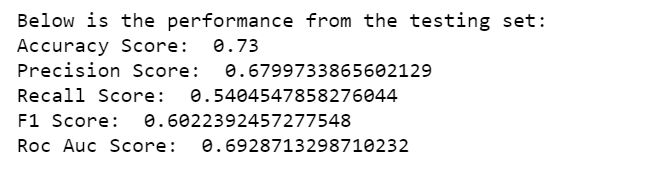 Below is the performance from the testing set:
Accuracy Score:  0.73
Precision Score:  0.6799733865602129
Recall Score:  0.5404547858276044
F1 Score:  0.6022392457277548
Roc Auc Score:  0.6928713298710232